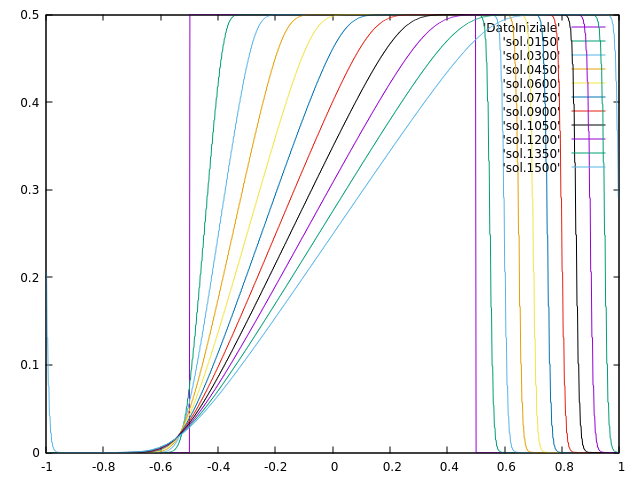 0.5
0.4
0.3
0.2
0.1
0
-1
-0.8
-0.6
-0.4
-0.2
0
0.2
0.4
0.6
0.8
1
'DatoIniziale'
'sol.0150'
'sol.0300'
'sol.0450'
'sol.0600'
'sol.0750'
'sol.0900'
'sol.1050'
'sol.1200'
'sol.1350'
'sol.1500'